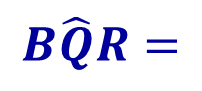 BQ̂R =